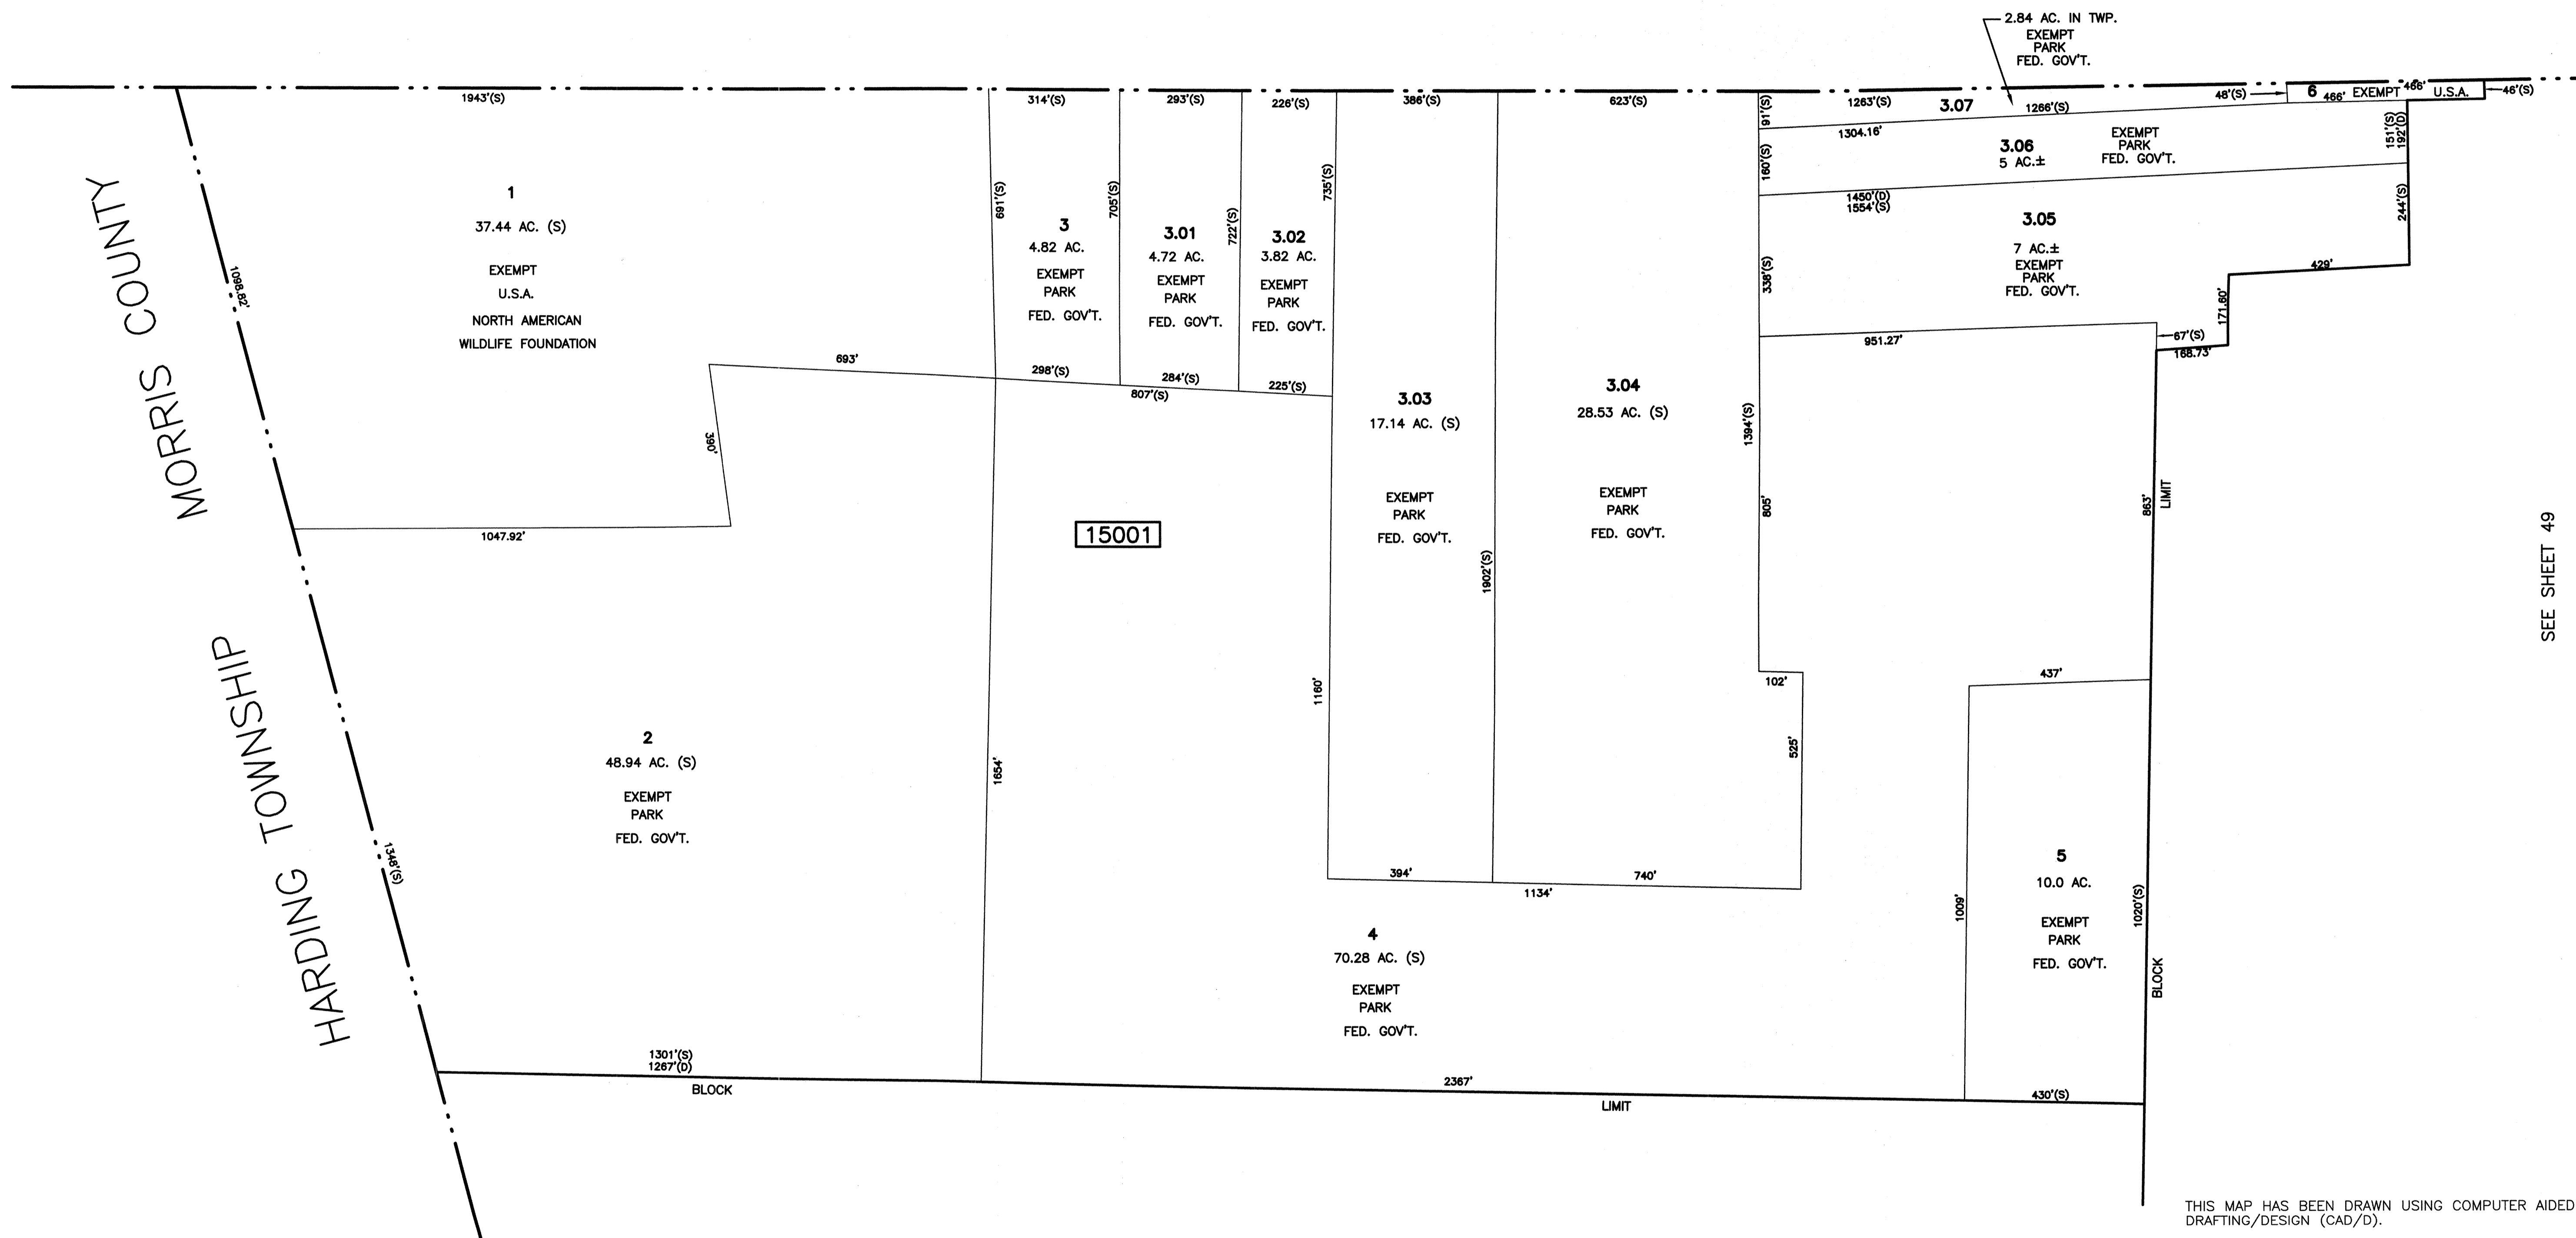 2.84 AC. IN TWP.
EXEMPT
PARK
FED. GOV'T.
1943'(S)
314'(S)
293'(S)
226'(S)
386'(S)
623'(S)
91'(S)
1263'(S)
3.07
1266'(S)
48'(S)
6
466'
EXEMPT
466'
U.S.A.
46'(S)
1304.16'
160'(S)
3.06
5 AC.±
EXEMPT
PARK
FED. GOV'T.
151'(S)
192'(D)
1450'(D)
1554'(S)
3.05
7 AC.±
EXEMPT
PARK
FED. GOV'T.
244'(S)
338'(S)
429'
171.60'
67'(S)
168.73'
951.27'
MORRIS COUNTY
1098.82'
1
37.44 AC. (S)
EXEMPT
U.S.A.
NORTH AMERICAN
WILDLIFE FOUNDATION
691'(S)
3
4.82 AC.
EXEMPT
PARK
FED. GOV'T.
705'(S)
3.01
4.72 AC.
EXEMPT
PARK
FED. GOV'T.
722'(S)
3.02
3.82 AC.
EXEMPT
PARK
FED. GOV'T.
735'(S)
693'
298'(S)
284'(S)
225'(S)
807'(S)
390'
1047.92'
3.03
17.14 AC. (S)
EXEMPT
PARK
FED. GOV'T.
1902'(S)
3.04
28.53 AC. (S)
EXEMPT
PARK
FED. GOV'T.
1394'(S)
805'
863'
LIMIT
SEE SHEET 49
15001
HARDING TOWNSHIP
1348'(S)
2
48.94 AC. (S)
EXEMPT
PARK
FED. GOV'T.
1654'
1160'
102'
525'
437'
394'
740'
1134'
4
70.28 AC. (S)
EXEMPT
PARK
FED. GOV'T.
1009'
5
10.0 AC.
EXEMPT
PARK
FED. GOV'T.
1020'(S)
BLOCK
1301'(S)
1267'(D)
BLOCK
2367'
LIMIT
430'(S)
THIS MAP HAS BEEN DRAWN USING COMPUTER AIDED
DRAFTING/DESIGN (CAD/D).